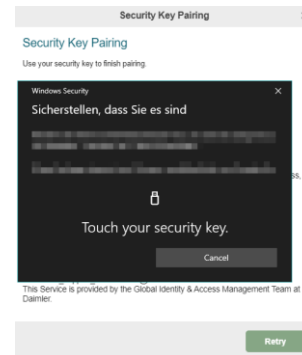 Security Key Pairing
Security Key Pairing
Use your security key to finish pairing.
Windows Security
Sicherstellen, dass Sie es sind
ss,
Touch your security key.
Cancel
This Service is provided by the Global Identity & Access Management Team at
Daimler.
Retry